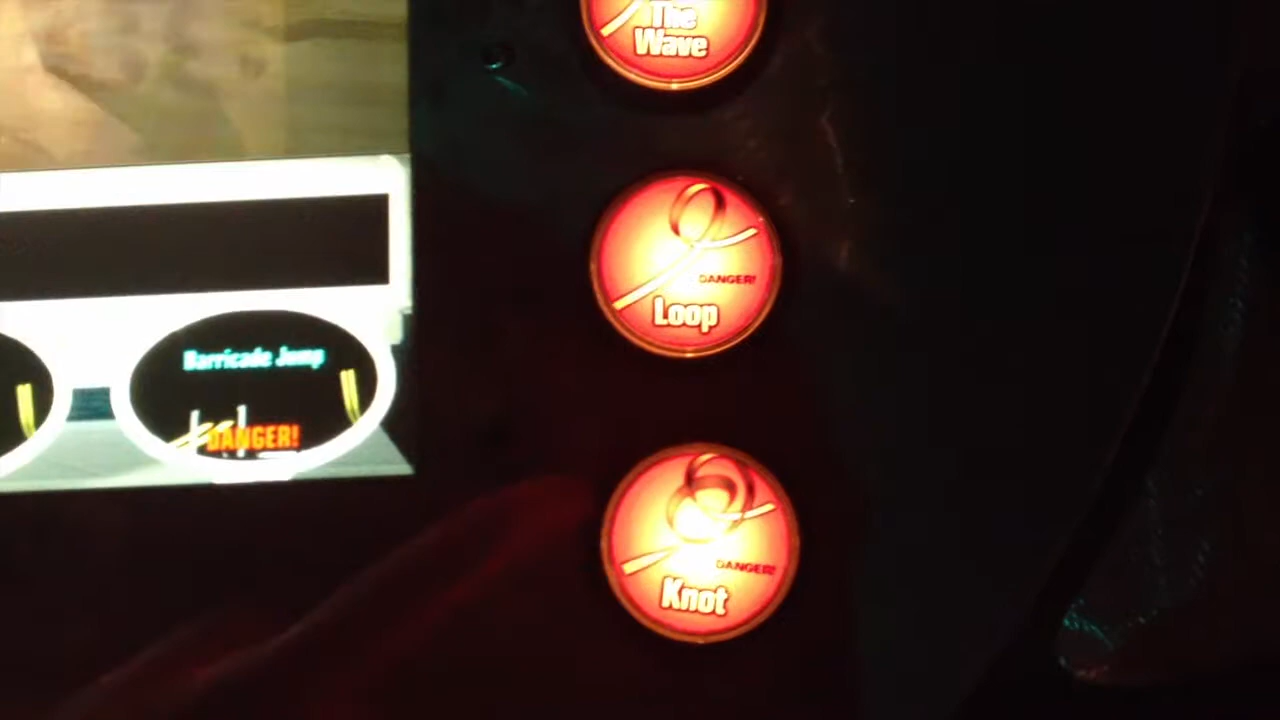 The
Wave
DANGER!
Loop
Barricade Jump
DANGER!
DANGER!
Knot